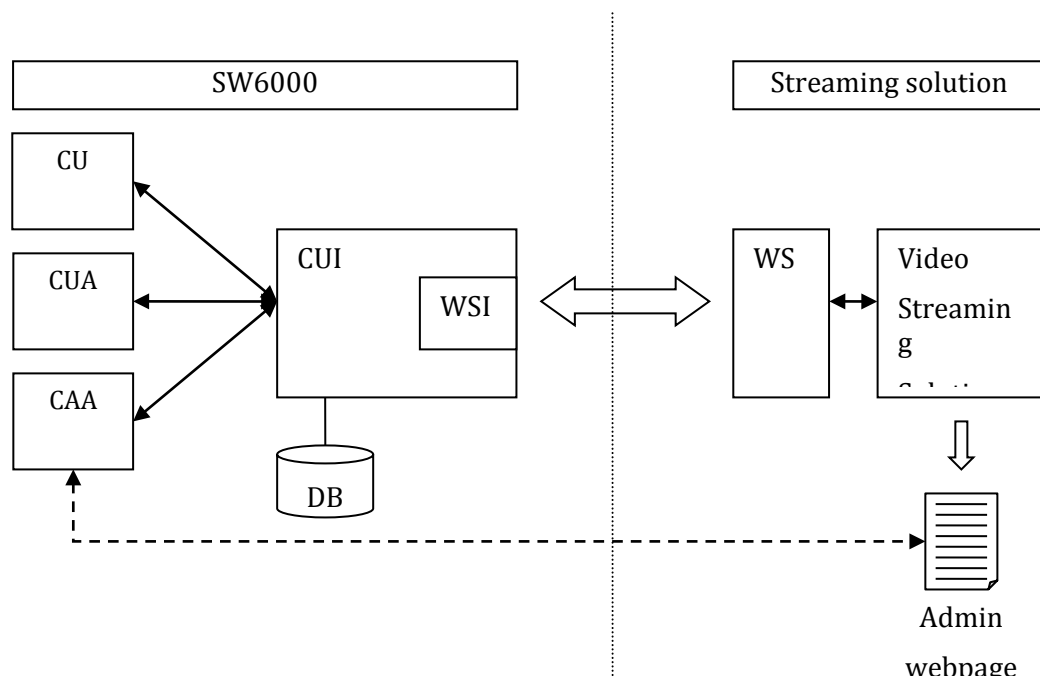 SW6000
Streaming solution
CU
CUA
CAA
CUI
WSI
DB
WS
Video
Streamin
g
Admin
webpage